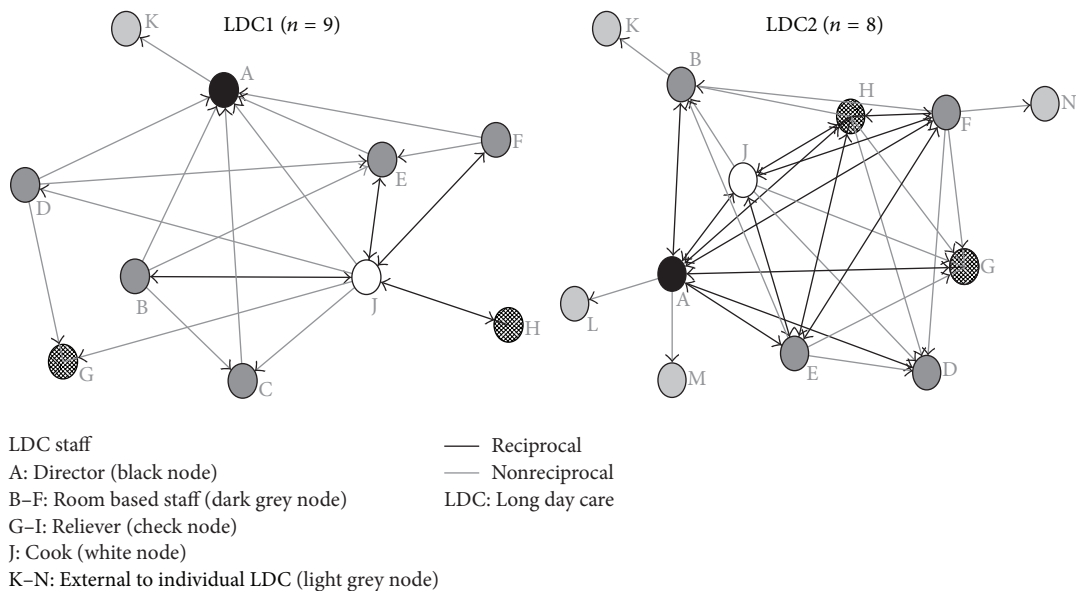 LDC1 (n = 9)
K
A
F
E
D
B
J
H
G
C
LDC2 (n = 8)
K
B
H
N
F
J
G
A
L
M
E
D
LDC staff
A: Director (black node)
B–F: Room based staff (dark grey node)
G–I: Reliever (check node)
J: Cook (white node)
K–N: External to individual LDC (light grey node)
Reciprocal
Nonreciprocal
LDC: Long day care